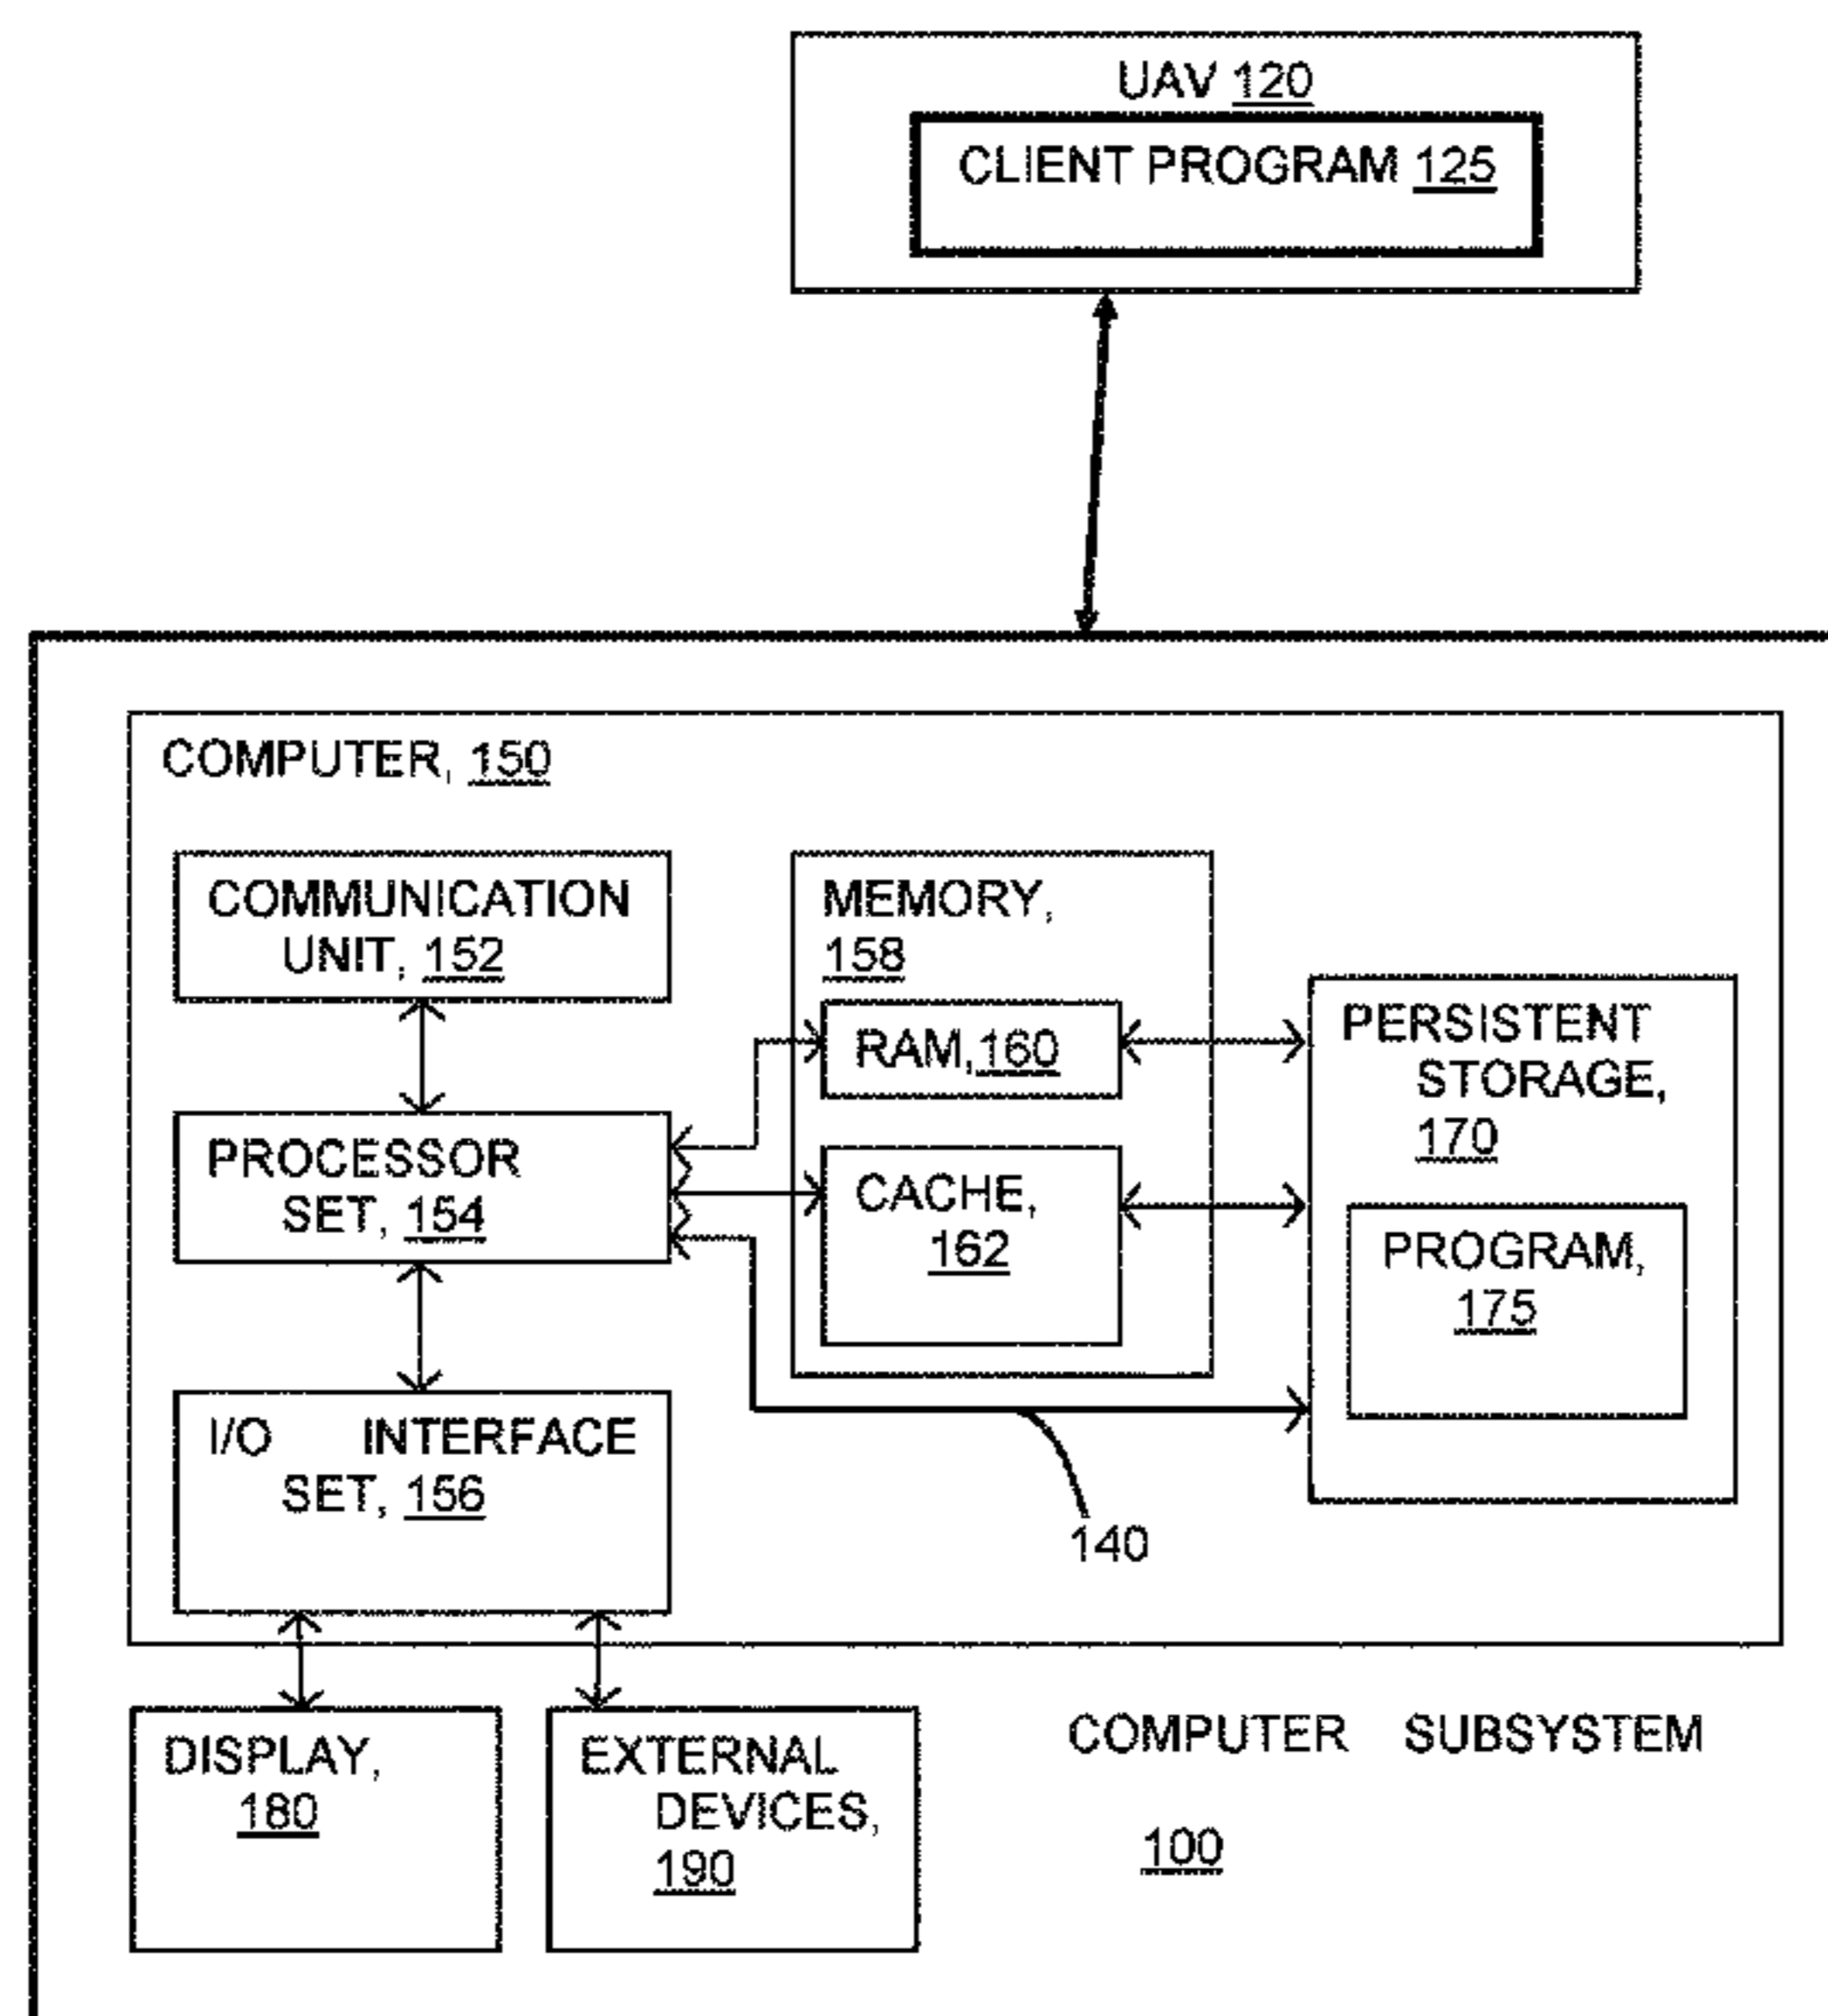 UAV 120
CLIENT PROGRAM 125
COMPUTER, 150
COMMUNICATION
UNIT, 152
MEMORY,
158
RAM, 160
PERSISTENT
STORAGE,
170
PROCESSOR
SET, 154
CACHE,
162
PROGRAM,
175
I/O INTERFACE
SET, 156
140
DISPLAY,
180
EXTERNAL
DEVICES,
190
COMPUTER SUBSYSTEM
100